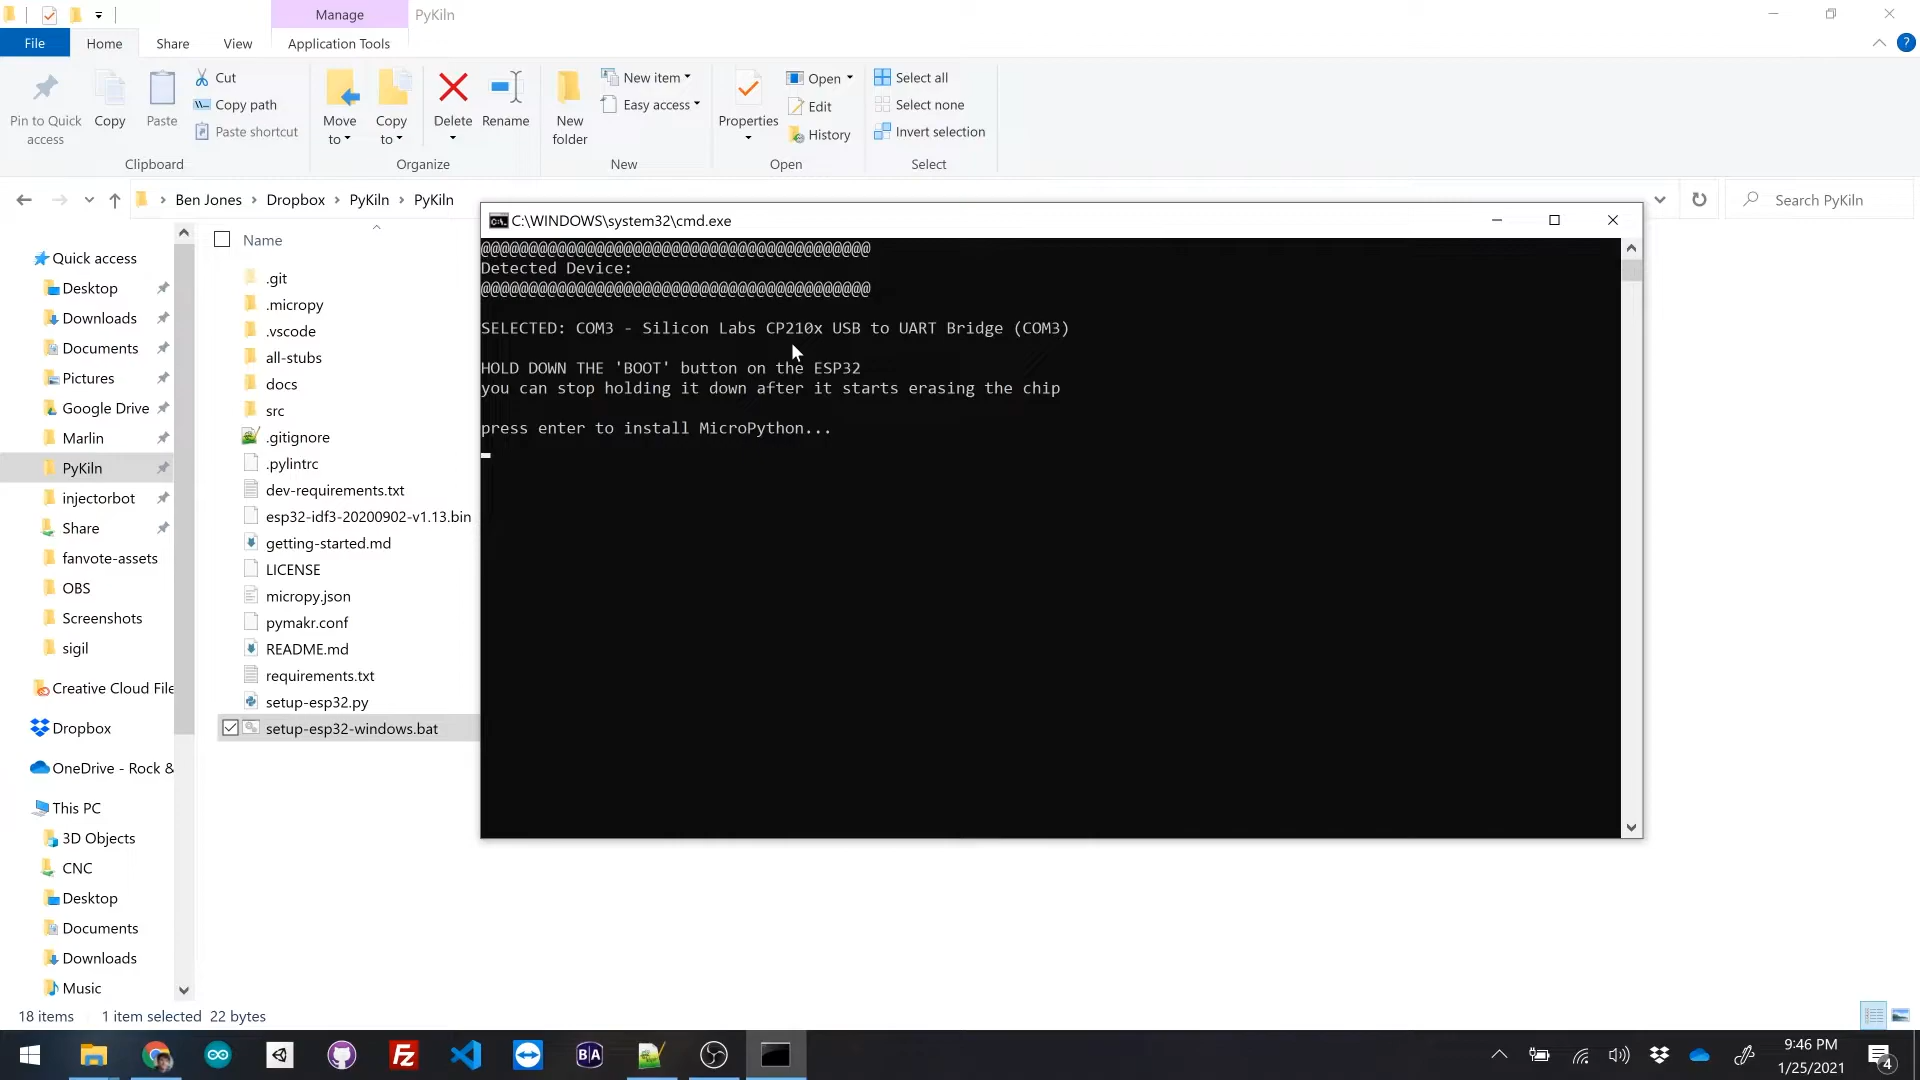 Manage
PyKiln
File
Home
Share
View
Application Tools
Pin to Quick access
Copy
Paste
Cut
Copy path
Paste shortcut
Clipboard
Move to
Copy to
Delete
Rename
Organize
New folder
New item
Easy access
New
Properties
Open
Edit
History
Open
Select all
Select none
Invert selection
Select
Ben Jones > Dropbox > PyKiln > PyKiln
Search PyKiln
Quick access
Desktop
Downloads
Documents
Pictures
Google Drive
Marlin
PyKiln
injectorbot
Share
fanvote-assets
OBS
Screenshots
sigil
Creative Cloud File
Dropbox
OneDrive - Rock &
This PC
3D Objects
CNC
Desktop
Documents
Downloads
Music
Name
.git
.micropy
.vscode
all-stubs
docs
src
.gitignore
.pylintrc
dev-requirements.txt
esp32-idf3-20200902-v1.13.bin
getting-started.md
LICENSE
micropy.json
pymakr.conf
README.md
requirements.txt
setup-esp32.py
setup-esp32-windows.bat
C:\WINDOWS\system32\cmd.exe
@@@@@@@@@@@@@@@@@@@@@@@@@@@@@@@@@@@@@@@@@
Detected Device:
@@@@@@@@@@@@@@@@@@@@@@@@@@@@@@@@@@@@@@@@@
SELECTED: COM3 - Silicon Labs CP210x USB to UART Bridge (COM3)
HOLD DOWN THE 'BOOT' button on the ESP32
you can stop holding it down after it starts erasing the chip
press enter to install MicroPython...
18 items
1 item selected 22 bytes
B|A
9:46 PM
1/25/2021
4